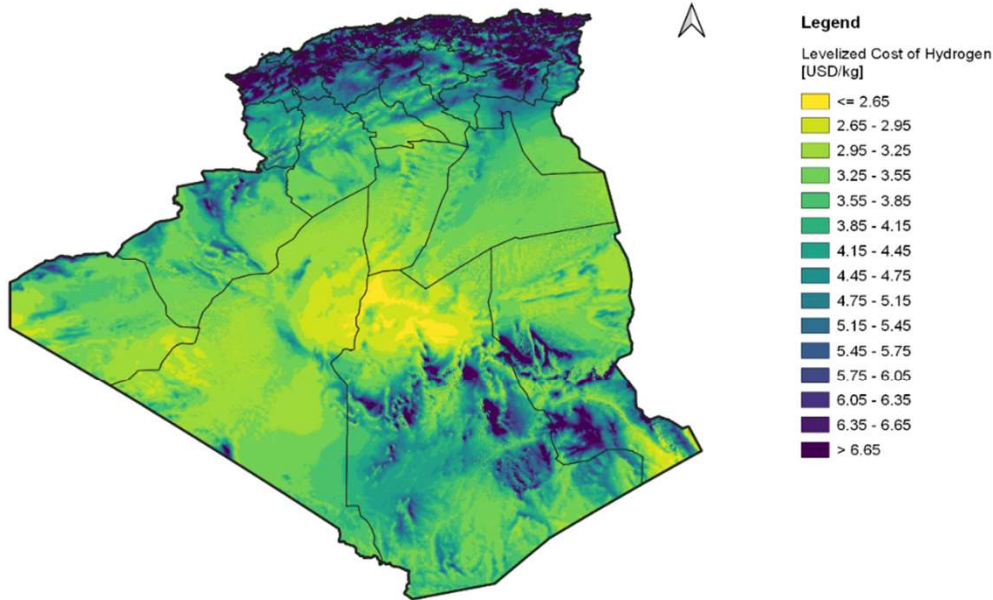 Legend
Levelized Cost of Hydrogen
[USD/kg]
<= 2.65
2.65 - 2.95
2.95 - 3.25
3.25 - 3.55
3.55 - 3.85
3.85 - 4.15
4.15 - 4.45
4.45 - 4.75
4.75 - 5.15
5.15 - 5.45
5.45 - 5.75
5.75 - 6.05
6.05 - 6.35
6.35 - 6.65
> 6.65